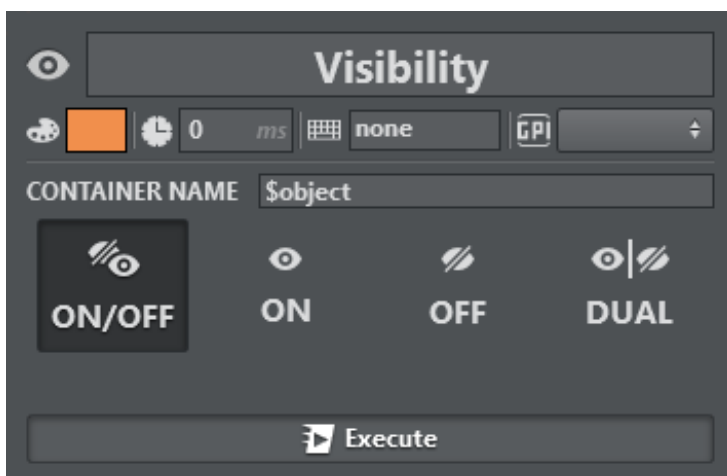 Visibility
0 ms none GPI
CONTAINER NAME $object
ON/OFF ON OFF DUAL
Execute